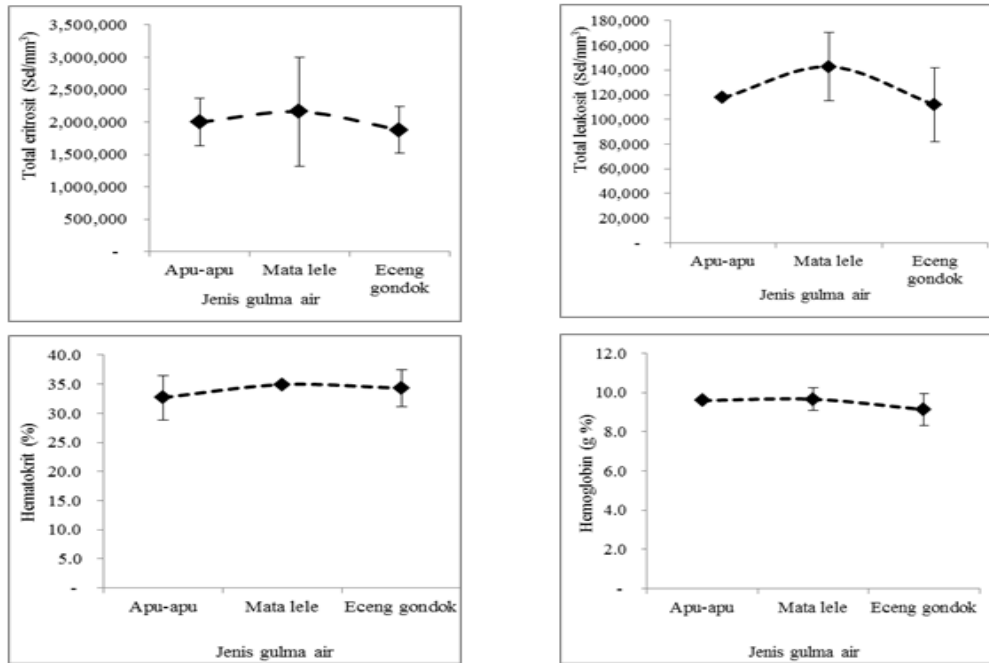 Total eritrosit (Sel/mm³)
3,500,000
3,000,000
2,500,000
2,000,000
1,500,000
1,000,000
500,000
-
Apu-apu Mata lele Eceng
gondok
Jenis gulma air
Total leukosit (Sel/mm³)
180,000
160,000
140,000
120,000
100,000
80,000
60,000
40,000
20,000
-
Apu-apu Mata lele Eceng
gondok
Jenis gulma air
Hematokrit (%)
40.0
35.0
30.0
25.0
20.0
15.0
10.0
5.0
-
Apu-apu Mata lele Eceng gondok
Jenis gulma air
Hemoglobin (g %)
12.0
10.0
8.0
6.0
4.0
2.0
-
Apu-apu Mata lele Eceng gondok
Jenis gulma air